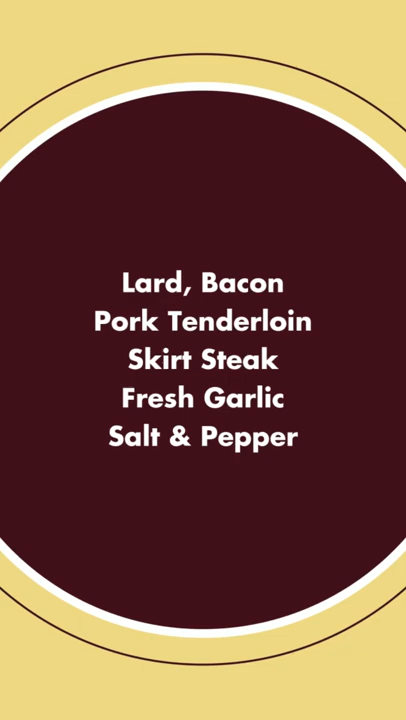 Lard, Bacon
Pork Tenderloin
Skirt Steak
Fresh Garlic
Salt & Pepper